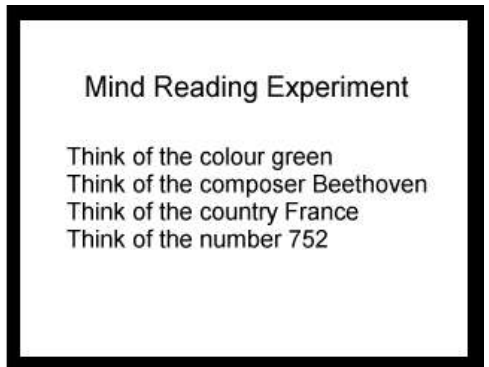 Mind Reading Experiment
Think of the colour green
Think of the composer Beethoven
Think of the country France
Think of the number 752